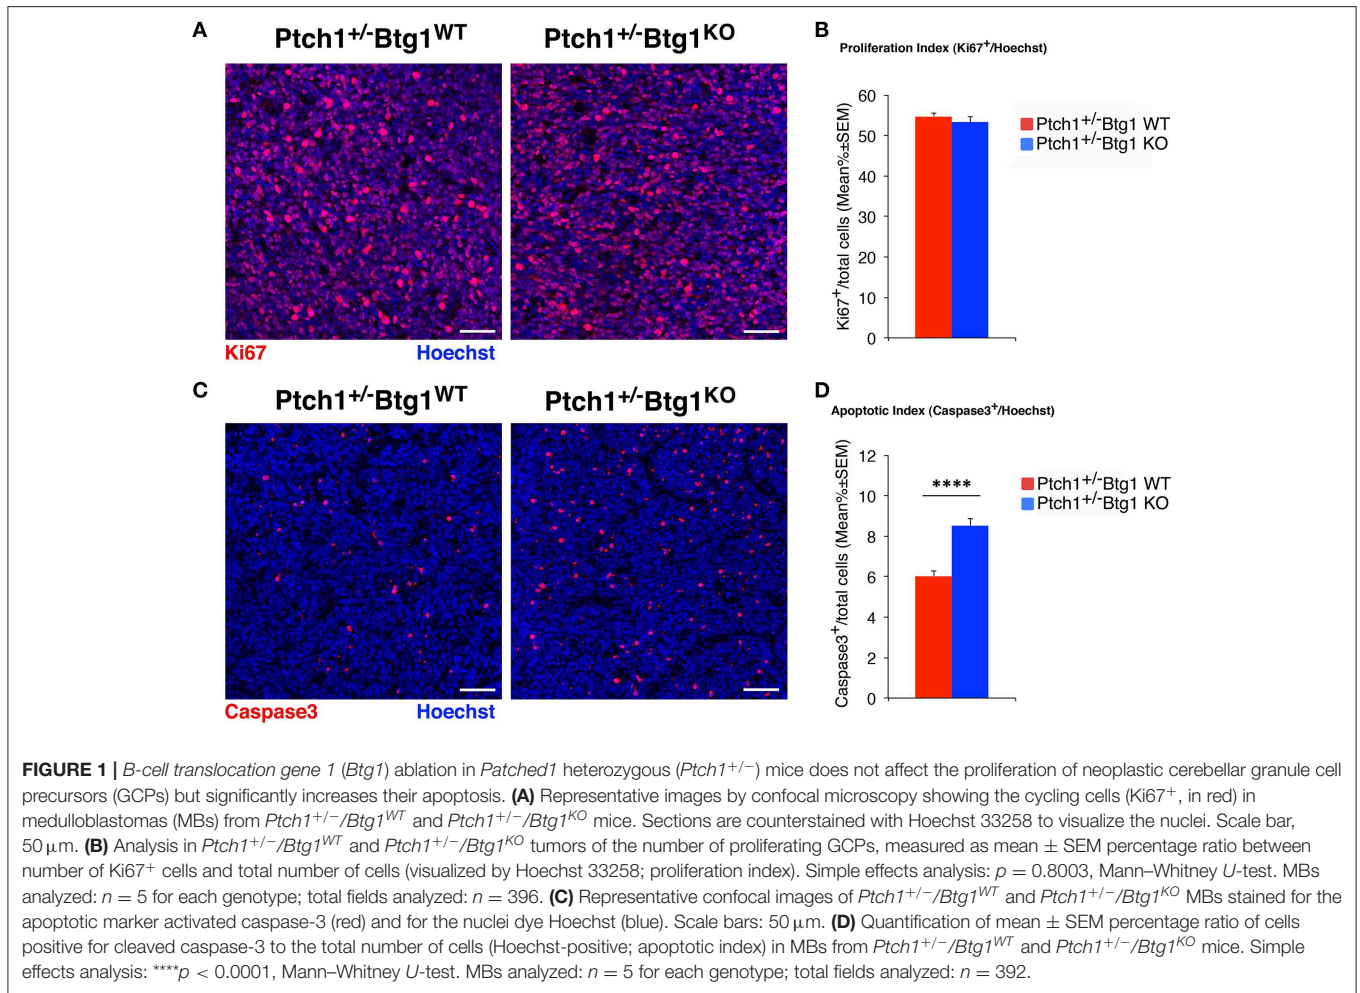 A
Ptch1+/-Btg1WT
Ptch1+/-Btg1KO
Ki67
Hoechst
B
Proliferation Index (Ki67+/Hoechst)
Ki67+/total cells (Mean%±SEM)
60
50
40
30
20
10
0
Ptch1+/-Btg1 WT
Ptch1+/-Btg1 KO
C
Ptch1+/-Btg1WT
Ptch1+/-Btg1KO
Caspase3
Hoechst
D
Apoptotic Index (Caspase3+/Hoechst)
Caspase3+/total cells (Mean%±SEM)
12
10
8
6
4
2
0
****
Ptch1+/-Btg1 WT
Ptch1+/-Btg1 KO
FIGURE 1 | B-cell translocation gene 1 (Btg1) ablation in Patched1 heterozygous (Ptch1+/−) mice does not affect the proliferation of neoplastic cerebellar granule cell
precursors (GCPs) but significantly increases their apoptosis. (A) Representative images by confocal microscopy showing the cycling cells (Ki67+, in red) in
medulloblastomas (MBs) from Ptch1+/−/Btg1WT and Ptch1+/−/Btg1KO mice. Sections are counterstained with Hoechst 33258 to visualize the nuclei. Scale bar,
50 μm. (B) Analysis in Ptch1+/−/Btg1WT and Ptch1+/−/Btg1KO tumors of the number of proliferating GCPs, measured as mean ± SEM percentage ratio between
number of Ki67+ cells and total number of cells (visualized by Hoechst 33258; proliferation index). Simple effects analysis: p = 0.8003, Mann–Whitney U-test. MBs
analyzed: n = 5 for each genotype; total fields analyzed: n = 396. (C) Representative confocal images of Ptch1+/−/Btg1WT and Ptch1+/−/Btg1KO MBs stained for the
apoptotic marker activated caspase-3 (red) and for the nuclei dye Hoechst (blue). Scale bars: 50 μm. (D) Quantification of mean ± SEM percentage ratio of cells
positive for cleaved caspase-3 to the total number of cells (Hoechst-positive; apoptotic index) in MBs from Ptch1+/−/Btg1WT and Ptch1+/−/Btg1KO mice. Simple
effects analysis: ****p < 0.0001, Mann–Whitney U-test. MBs analyzed: n = 5 for each genotype; total fields analyzed: n = 392.